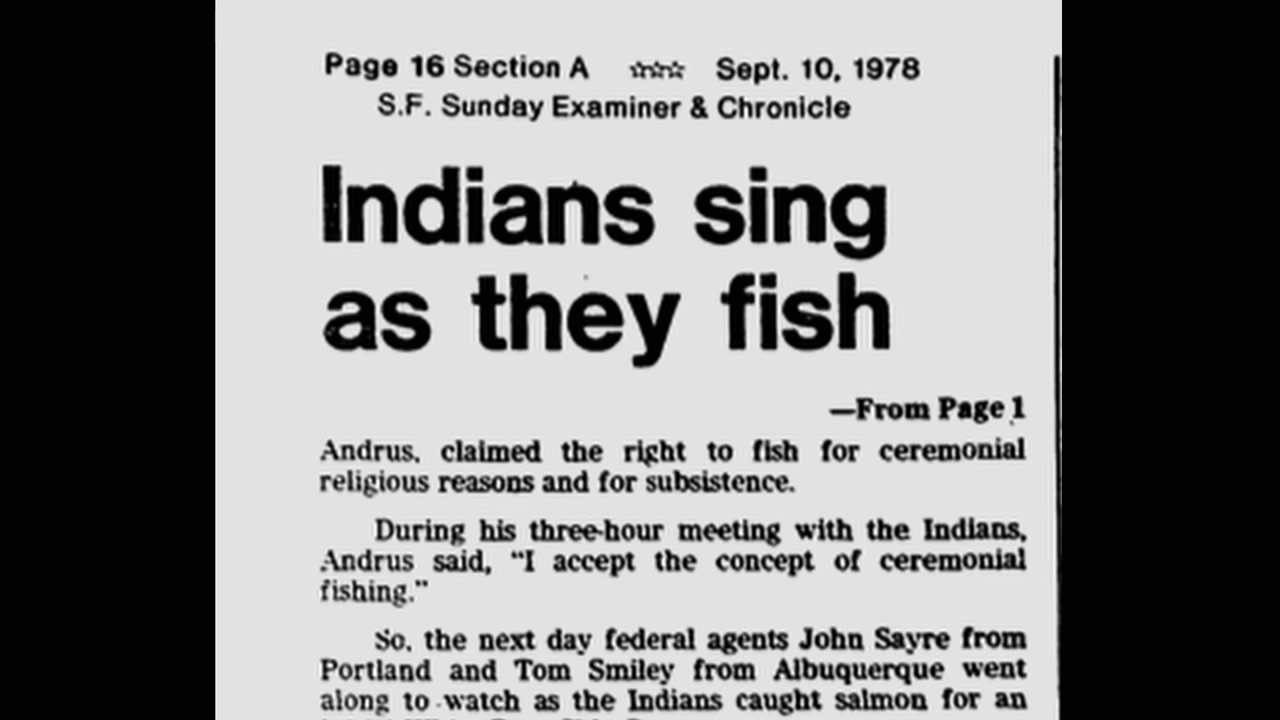 Page 16 Section A ☆☆☆ Sept. 10, 1978
S.F. Sunday Examiner & Chronicle
Indians sing
as they fish
—From Page 1
Andrus, claimed the right to fish for ceremonial
religious reasons and for subsistence.
During his three-hour meeting with the Indians,
Andrus said, “I accept the concept of ceremonial
fishing.”
So, the next day federal agents John Sayre from
Portland and Tom Smiley from Albuquerque went
along to watch as the Indians caught salmon for an